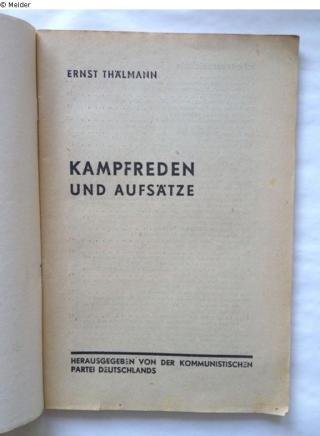 © Melder
ERNST THÄLMANN
KAMPFREDEN
UND AUFSÄTZE
HERAUSGEGEBEN VON DER KOMMUNISTISCHEN
PARTEI DEUTSCHLANDS